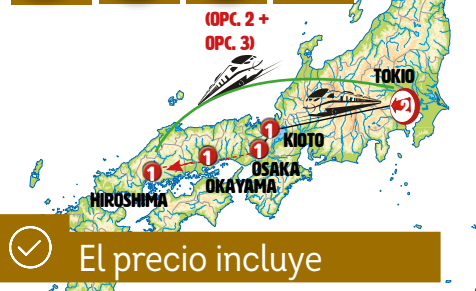 (OPC. 2 +
OPC. 3)
TOKIO
2
1
KIOTO
1
OSAKA
1
OKAYAMA
1
HIROSHIMA
El precio incluye